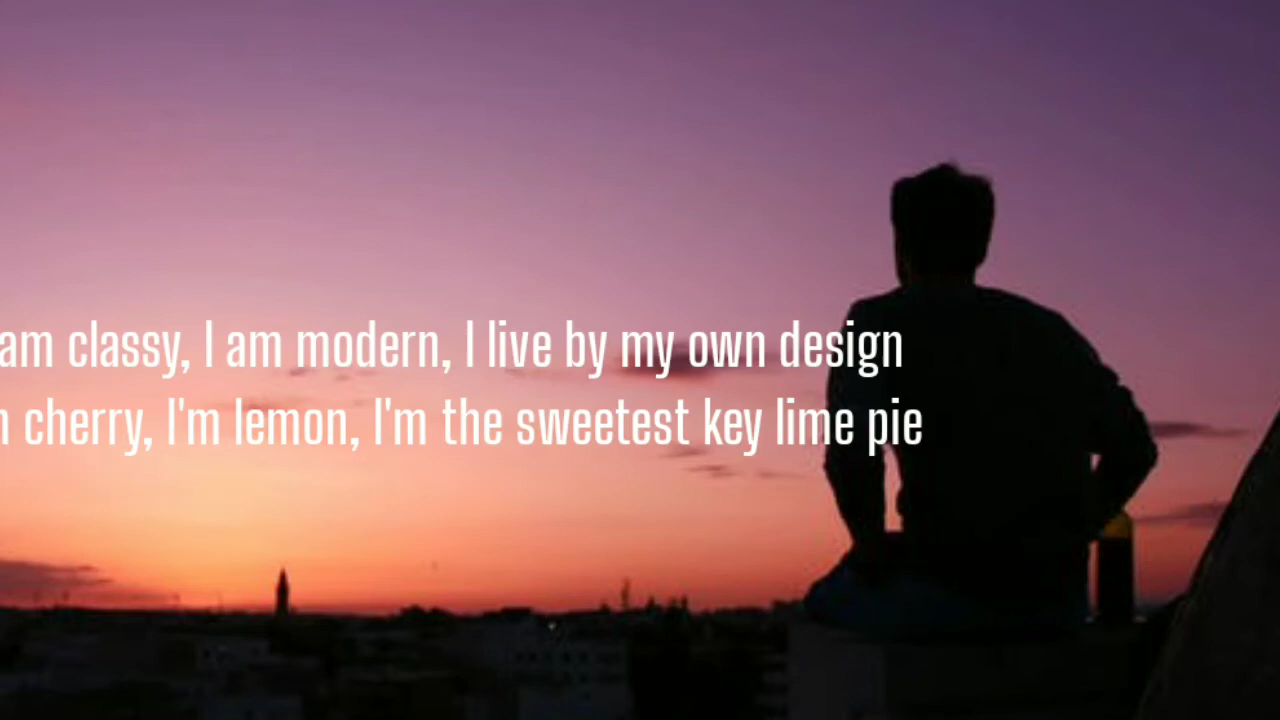 am classy, I am modern, I live by my own design
cherry, I'm lemon, I'm the sweetest key lime pie